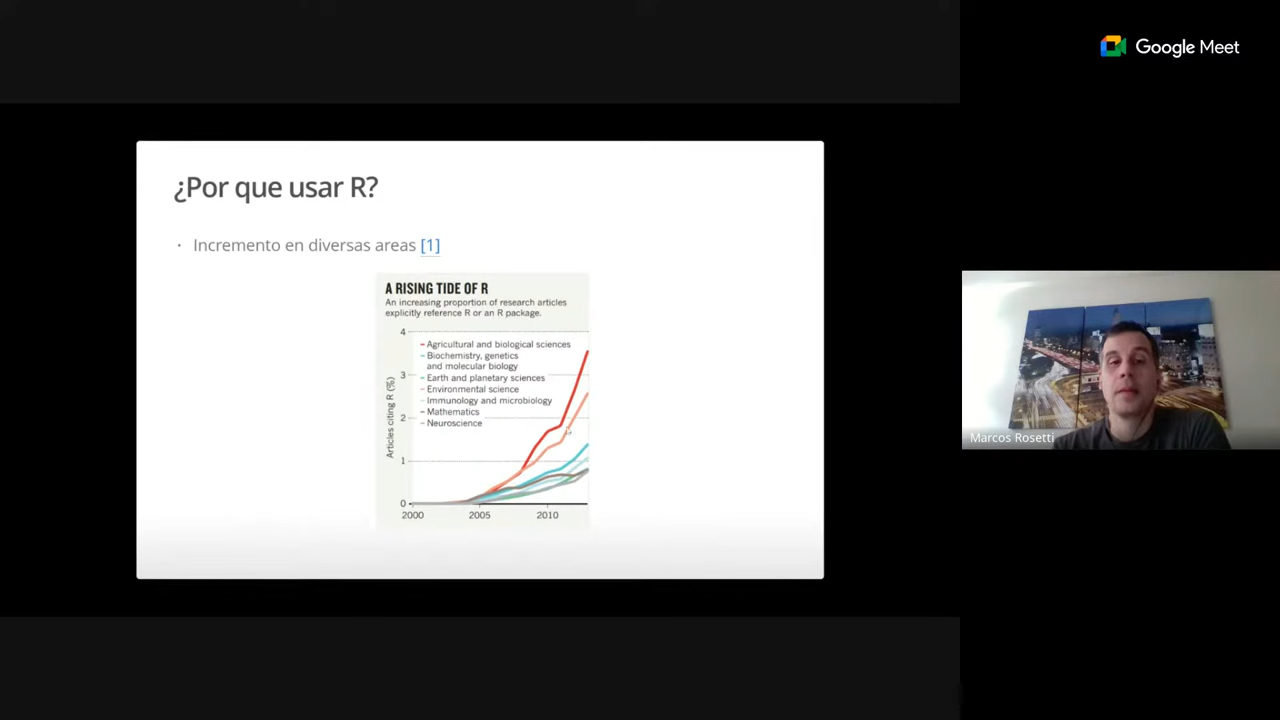 Google Meet
¿Por que usar R?
· Incremento en diversas areas [1]
A RISING TIDE OF R
An increasing proportion of research articles
explicitly reference R or an R package.
Articles citing R (%)
4
3
2
1
0
Agricultural and biological sciences
Biochemistry, genetics
and molecular biology
Earth and planetary sciences
Environmental science
Immunology and microbiology
Mathematics
Neuroscience
2000 2005 2010
Marcos Rosetti